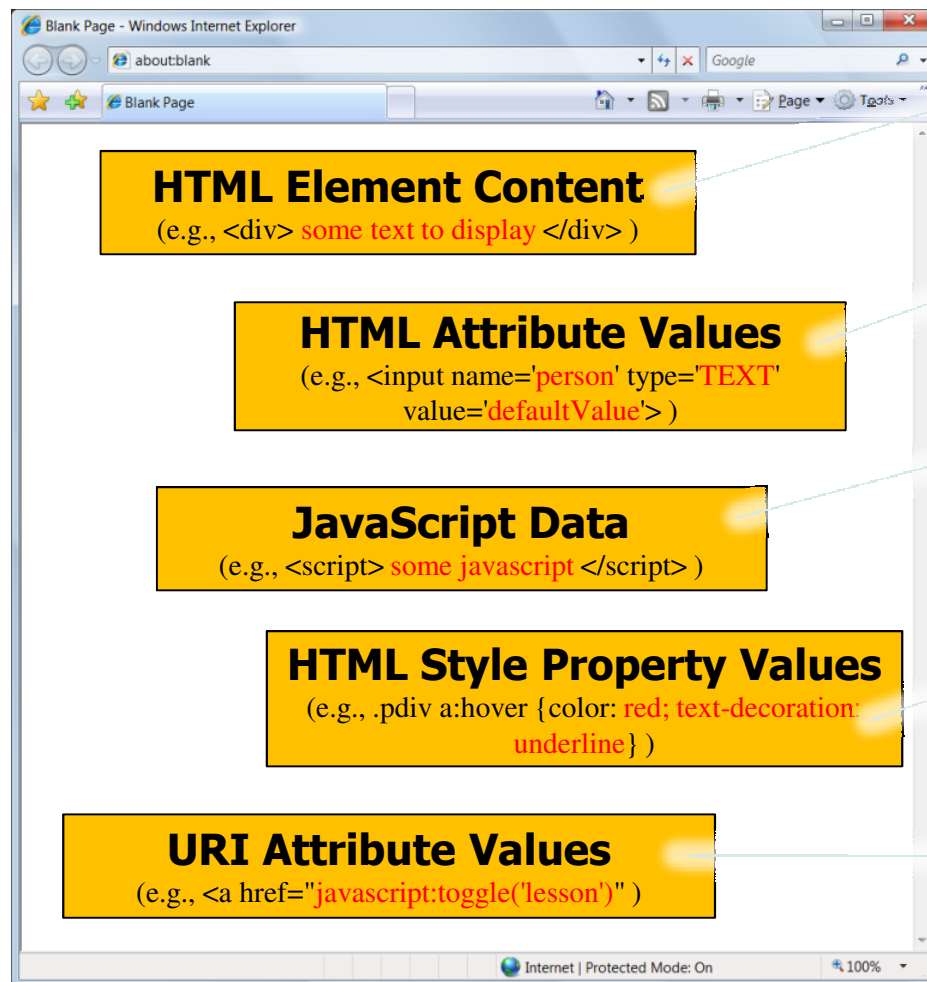 Blank Page - Windows Internet Explorer
about:blank
Google
Blank Page
Page
Tools
HTML Element Content
(e.g., <div> some text to display </div> )
HTML Attribute Values
(e.g., <input name='person' type='TEXT'
value='defaultValue'> )
JavaScript Data
(e.g., <script> some javascript </script> )
HTML Style Property Values
(e.g., .pdiv a:hover {color: red; text-decoration:
underline} )
URI Attribute Values
(e.g., <a href="javascript:toggle('lesson')" )
Internet | Protected Mode: On
100%